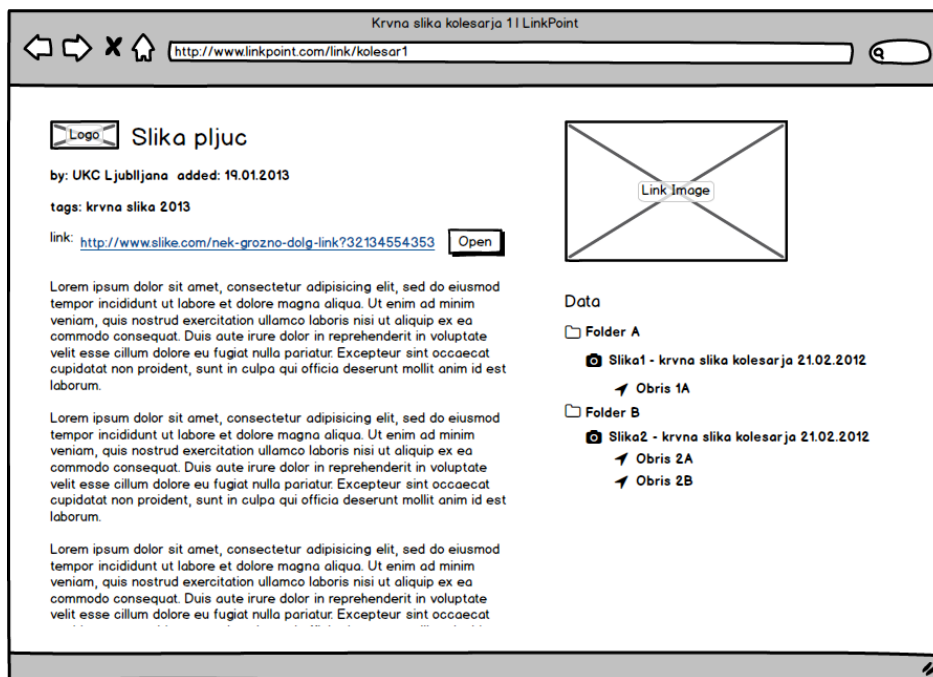 Krvna slika kolesarja 1 | LinkPoint
http://www.linkpoint.com/link/kolesar1
Logo
Slika pljuc
by: UKC Ljublljana added: 19.01.2013
tags: krvna slika 2013
link: http://www.slike.com/nek-grozno-dolg-link?32134554353 Open
Lorem ipsum dolor sit amet, consectetur adipisicing elit, sed do eiusmod
tempor incididunt ut labore et dolore magna aliqua. Ut enim ad minim
veniam, quis nostrud exercitation ullamco laboris nisi ut aliquip ex ea
commodo consequat. Duis aute irure dolor in reprehenderit in voluptate
velit esse cillum dolore eu fugiat nulla pariatur. Excepteur sint occaecat
cupidatat non proident, sunt in culpa qui officia deserunt mollit anim id est
laborum.
Lorem ipsum dolor sit amet, consectetur adipisicing elit, sed do eiusmod
tempor incididunt ut labore et dolore magna aliqua. Ut enim ad minim
veniam, quis nostrud exercitation ullamco laboris nisi ut aliquip ex ea
commodo consequat. Duis aute irure dolor in reprehenderit in voluptate
velit esse cillum dolore eu fugiat nulla pariatur. Excepteur sint occaecat
cupidatat non proident, sunt in culpa qui officia deserunt mollit anim id est
laborum.
Lorem ipsum dolor sit amet, consectetur adipisicing elit, sed do eiusmod
tempor incididunt ut labore et dolore magna aliqua. Ut enim ad minim
veniam, quis nostrud exercitation ullamco laboris nisi ut aliquip ex ea
commodo consequat. Duis aute irure dolor in reprehenderit in voluptate
velit esse cillum dolore eu fugiat nulla pariatur. Excepteur sint occaecat
Link Image
Data
Folder A
Slika1 - krvna slika kolesarja 21.02.2012
Obris 1A
Folder B
Slika2 - krvna slika kolesarja 21.02.2012
Obris 2A
Obris 2B